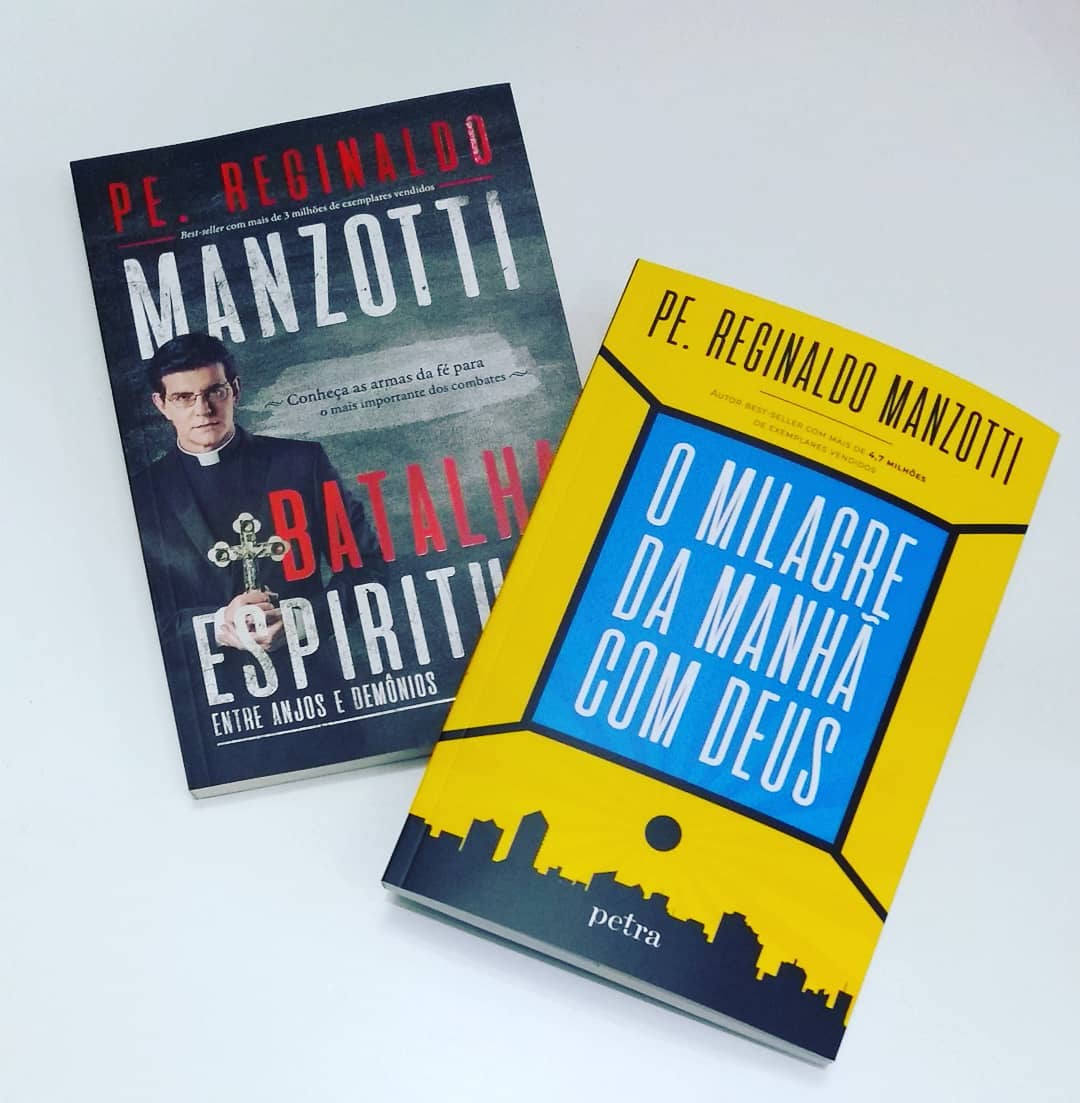 PE. REGINALDO
Best-seller com mais de 3 milhões de exemplares vendidos
MANZOTTI
Conheça as armas da fé para
o mais importante dos combates
BATALHA
ESPIRITU
ENTRE ANJOS E DEMÔNIOS
PE. REGINALDO MANZOTTI
AUTOR BEST-SELLER COM MAIS DE 4,7 MILHÕES
DE EXEMPLARES VENDIDOS
O MILAGRE
DA MANHÃ
COM DEUS
petra